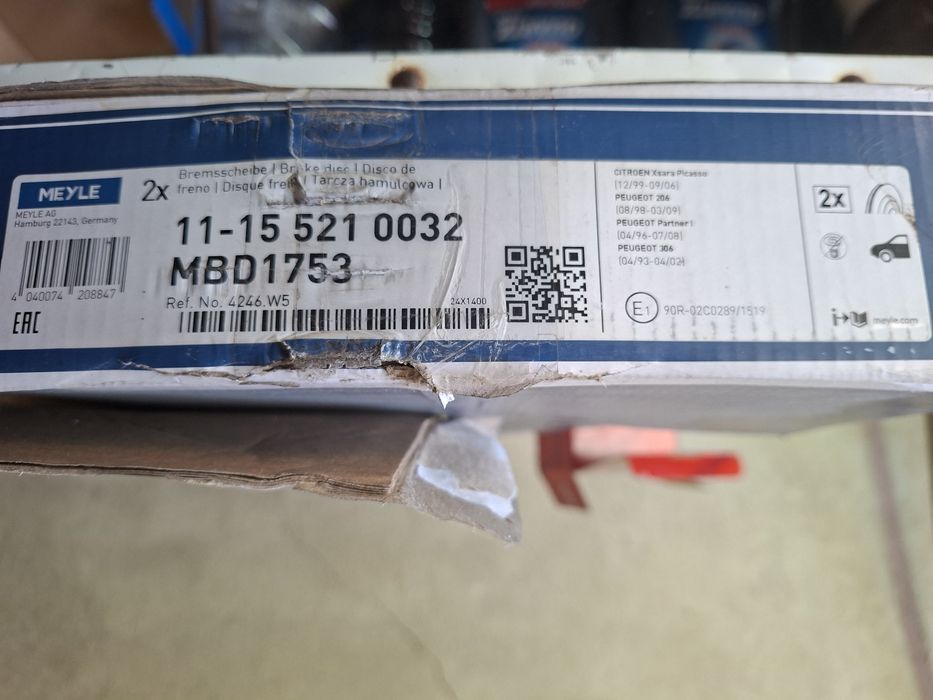 MEYLE
MEYLE AG
Hamburg 22143, Germany
4 040074 208847
EAC
2x
Bremsscheibe | Brake disc | Disco de
freno | Disque frein | Tarcza hamulcowa |
11-15 521 0032
MBD1753
Ref. No. 4246.W5
24X1400
CITROEN Xsara Picasso
(12/99-09/06)
PEUGEOT 206
(08/98-03/09)
PEUGEOT Partner I
(04/96-07/08)
PEUGEOT 306
(04/93-04/02)
E1 90R-02C0289/1519
2x
meyle.com